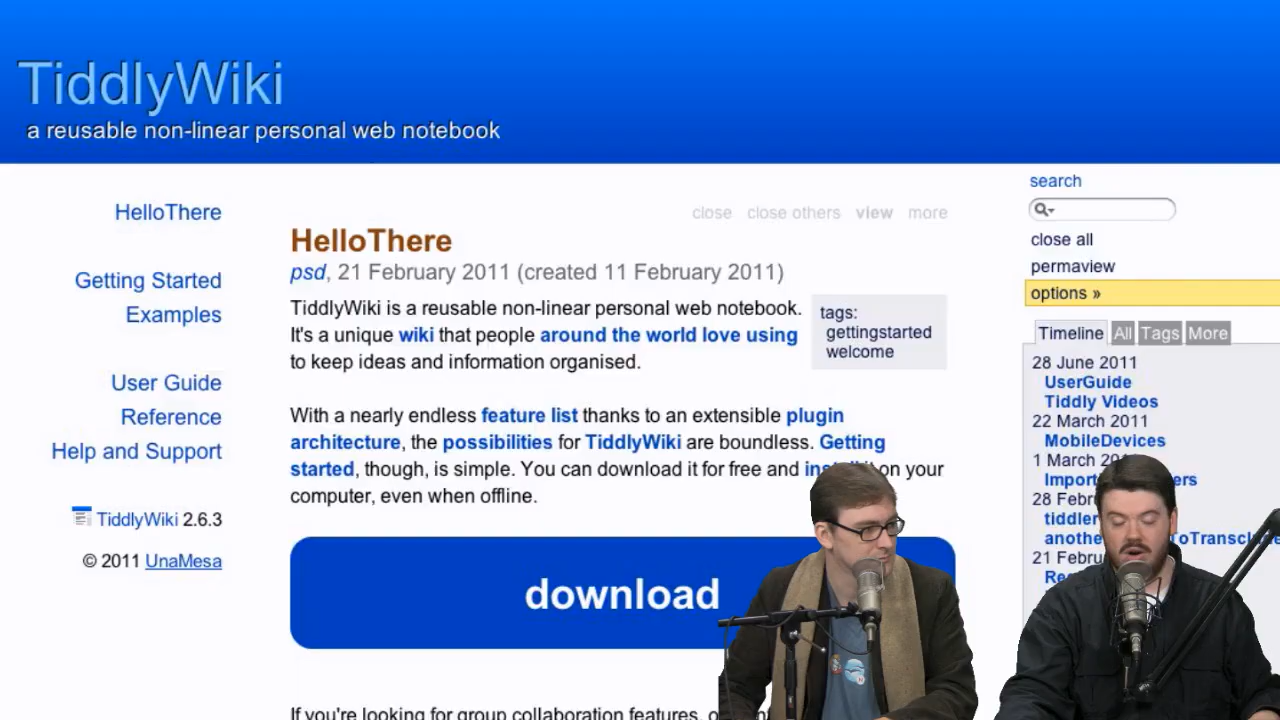 TiddlyWiki
a reusable non-linear personal web notebook
HelloThere
Getting Started
Examples
User Guide
Reference
Help and Support
TiddlyWiki 2.6.3
© 2011 UnaMesa
close close others view more
HelloThere
psd, 21 February 2011 (created 11 February 2011)
TiddlyWiki is a reusable non-linear personal web notebook.
It's a unique wiki that people around the world love using
to keep ideas and information organised.
tags:
gettingstarted
welcome
With a nearly endless feature list thanks to an extensible plugin
architecture, the possibilities for TiddlyWiki are boundless. Getting
started, though, is simple. You can download it for free and install it on your
computer, even when offline.
download
If you're looking for group collaboration features, or
search
close all
permaview
options »
Timeline All Tags More
28 June 2011
UserGuide
Tiddly Videos
22 March 2011
MobileDevices
1 March
28
tiddler
21